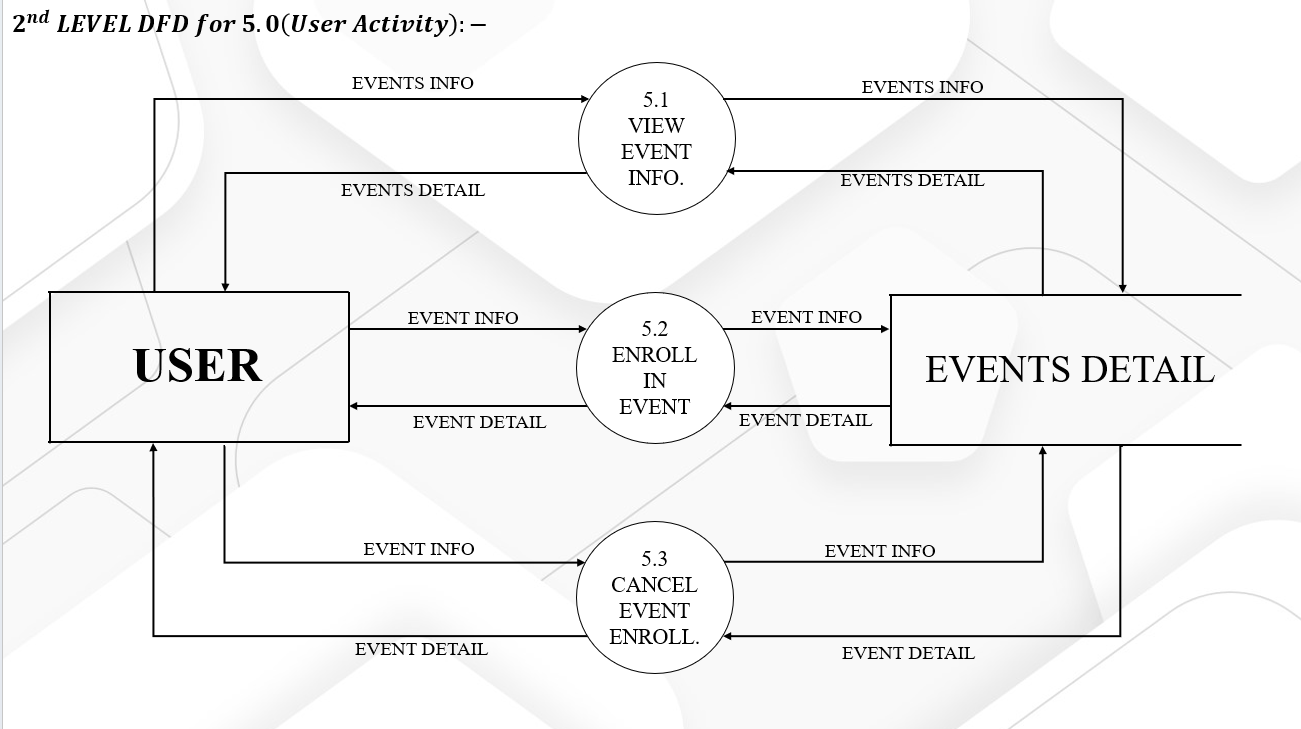 2nd LEVEL DFD for 5.0(User Activity): −
EVENTS INFO
5.1
VIEW
EVENT
INFO.
EVENTS INFO
EVENTS DETAIL
EVENTS DETAIL
USER
EVENT INFO
5.2
ENROLL
IN
EVENT
EVENT INFO
EVENT DETAIL
EVENT DETAIL
EVENTS DETAIL
EVENT INFO
5.3
CANCEL
EVENT
ENROLL.
EVENT INFO
EVENT DETAIL
EVENT DETAIL